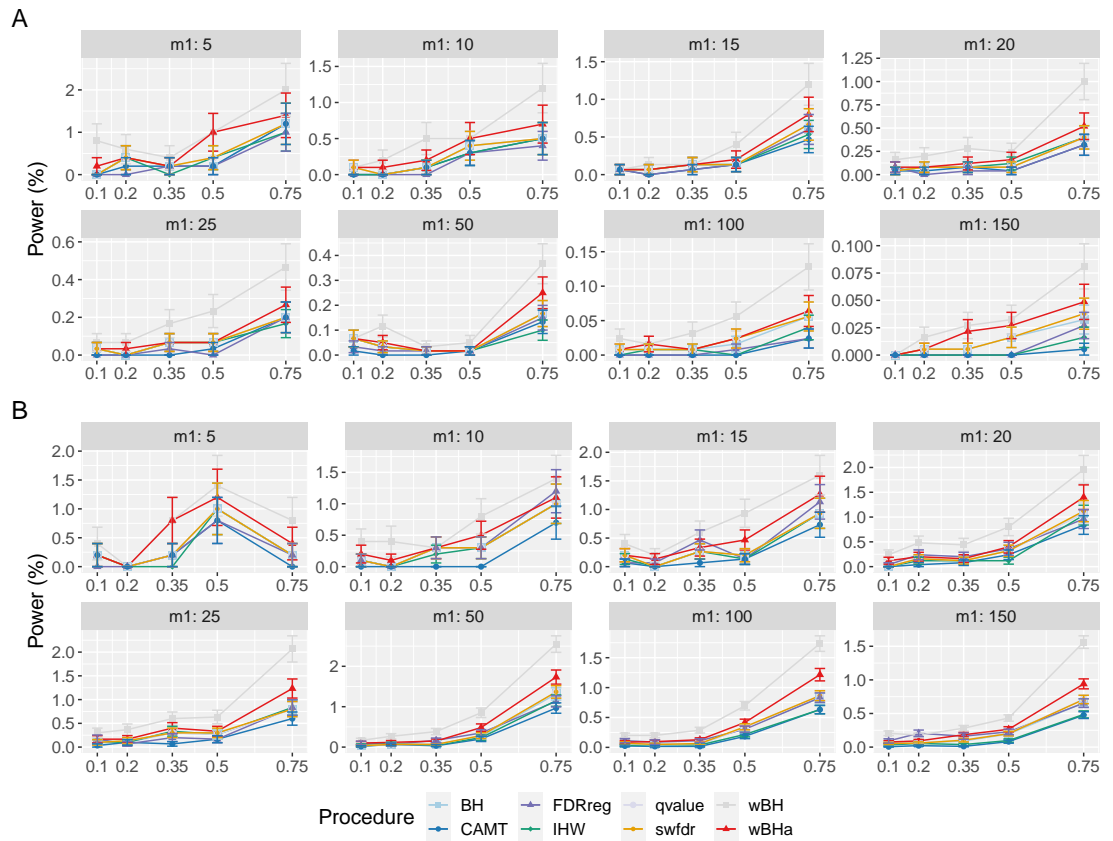 A
m1: 5 m1: 10 m1: 15 m1: 20
2 1.5 1.5 1.25
1.0 1.0 1.00
1 0.75
0.5 0.5 0.50
0.25
0 0.0 0.0 0.00
0.1 0.2 0.35 0.5 0.75 0.1 0.2 0.35 0.5 0.75 0.1 0.2 0.35 0.5 0.75 0.1 0.2 0.35 0.5 0.75
Power (%)
m1: 25 m1: 50 m1: 100 m1: 150
0.6 0.4 0.15 0.100
0.4 0.3 0.10 0.075
0.2 0.050
0.2 0.1 0.05 0.025
0.0 0.0 0.00 0.000
0.1 0.2 0.35 0.5 0.75 0.1 0.2 0.35 0.5 0.75 0.1 0.2 0.35 0.5 0.75 0.1 0.2 0.35 0.5 0.75
B
m1: 5 m1: 10 m1: 15 m1: 20
2.0 1.5 2.0 2.0
1.5 1.0 1.5 1.5
1.0 1.0 1.0
0.5 0.5 0.5 0.5
0.0 0.0 0.0 0.0
0.1 0.2 0.35 0.5 0.75 0.1 0.2 0.35 0.5 0.75 0.1 0.2 0.35 0.5 0.75 0.1 0.2 0.35 0.5 0.75
Power (%)
m1: 25 m1: 50 m1: 100 m1: 150
2.0 2 1.5 1.5
1.5 1.0 1.0
1.0 1
0.5 0.5 0.5
0.0 0 0.0 0.0
0.1 0.2 0.35 0.5 0.75 0.1 0.2 0.35 0.5 0.75 0.1 0.2 0.35 0.5 0.75 0.1 0.2 0.35 0.5 0.75
Procedure
BH FDRreg qvalue wBH
CAMT IHW swfdr wBHa